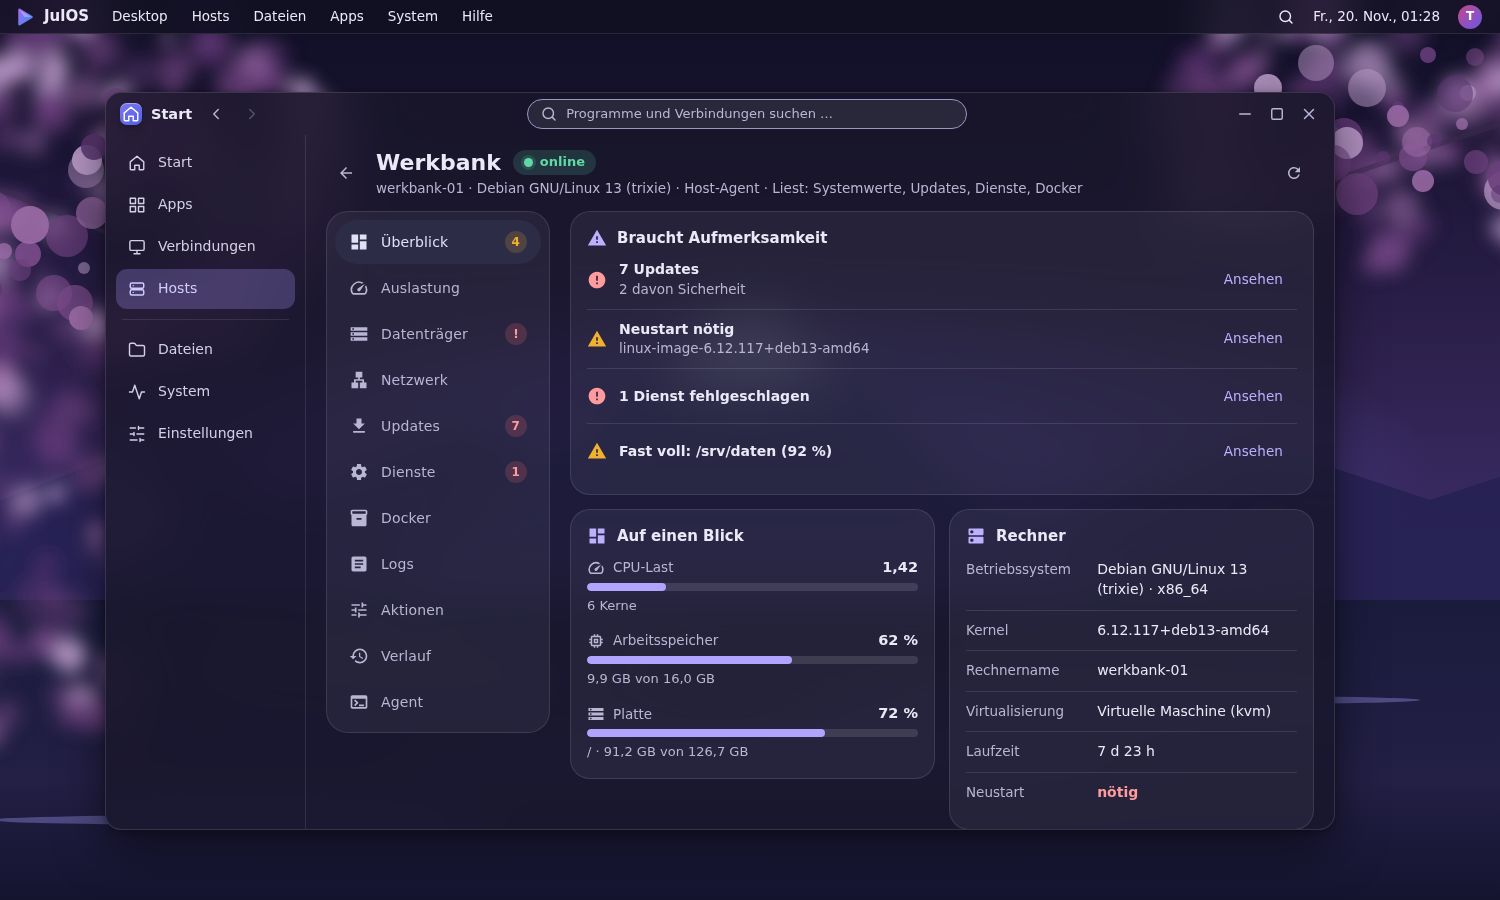 JulOS Desktop Hosts Dateien Apps System Hilfe Fr., 20. Nov., 01:28 T
Start Programme und Verbindungen suchen ...
Start
Apps
Verbindungen
Hosts
Dateien
System
Einstellungen
Werkbank online
werkbank-01 · Debian GNU/Linux 13 (trixie) · Host-Agent · Liest: Systemwerte, Updates, Dienste, Docker
Überblick 4
Auslastung
Datenträger !
Netzwerk
Updates 7
Dienste 1
Docker
Logs
Aktionen
Verlauf
Agent
Braucht Aufmerksamkeit
7 Updates
2 davon Sicherheit
Ansehen
Neustart nötig
linux-image-6.12.117+deb13-amd64
Ansehen
1 Dienst fehlgeschlagen Ansehen
Fast voll: /srv/daten (92 %) Ansehen
Auf einen Blick
CPU-Last 1,42
6 Kerne
Arbeitsspeicher 62 %
9,9 GB von 16,0 GB
Platte 72 %
/ · 91,2 GB von 126,7 GB
Rechner
Betriebssystem Debian GNU/Linux 13
(trixie) · x86_64
Kernel 6.12.117+deb13-amd64
Rechnername werkbank-01
Virtualisierung Virtuelle Maschine (kvm)
Laufzeit 7 d 23 h
Neustart nötig